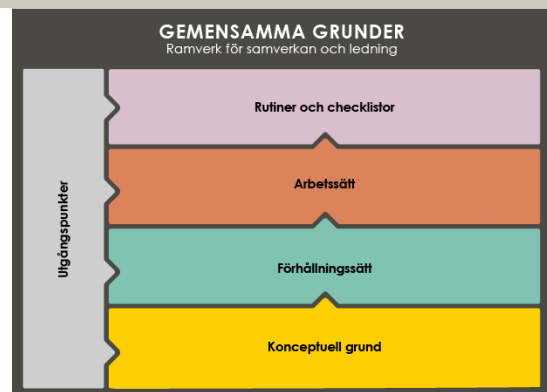 GEMENSAMMA GRUNDER
Ramverk för samverkan och ledning
Utgångspunkter
Rutiner och checklistor
Arbetssätt
Förhållningssätt
Konceptuell grund